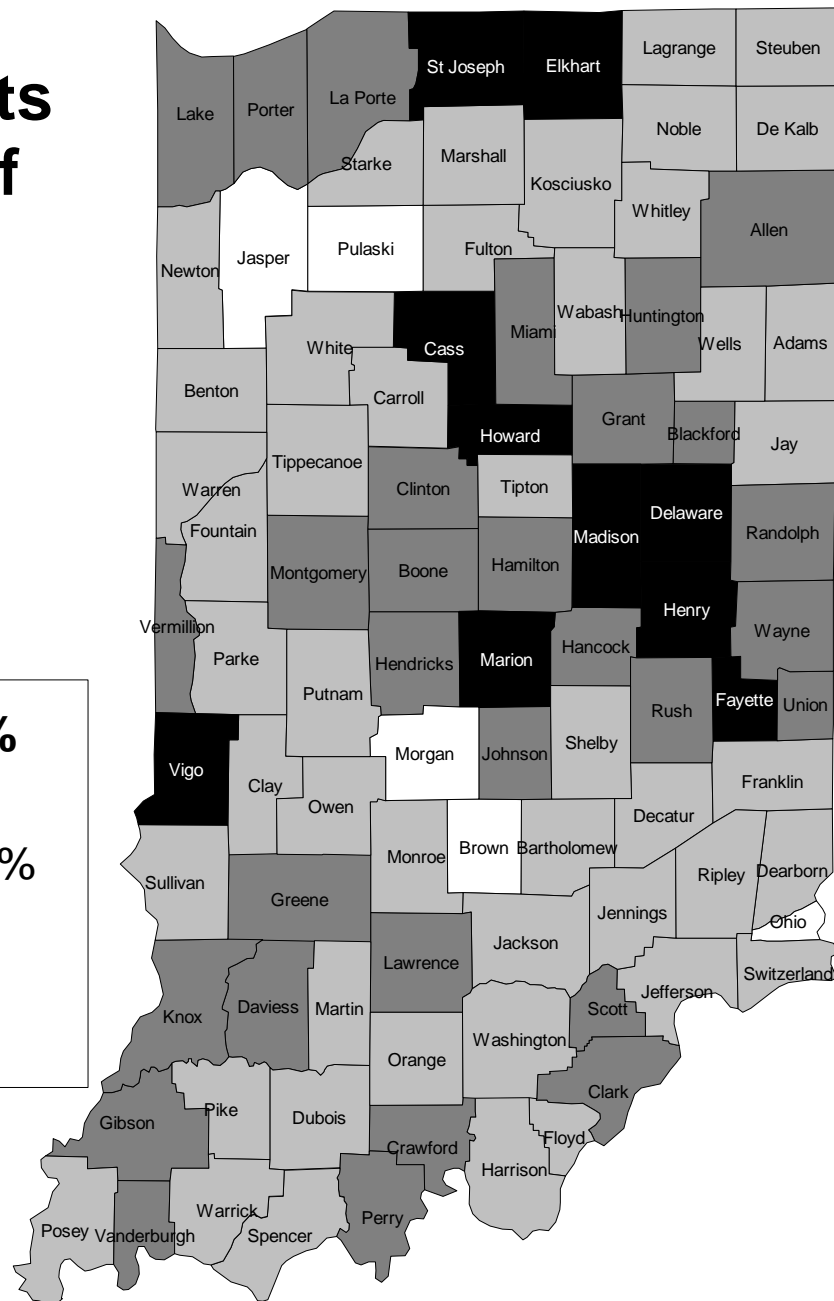 ts
f
%
%
Lagrange Steuben
St Joseph Elkhart
Lake Porter La Porte
Noble De Kalb
Starke Marshall
Kosciusko
Whitley
Allen
Jasper Pulaski Fulton
Newton
Wabash Huntington
Miami
White Cass
Wells Adams
Benton
Carroll
Grant
Blackford
Howard
Jay
Tippecanoe
Warren Clinton Tipton
Delaware
Fountain
Madison
Randolph
Montgomery Boone Hamilton
Henry
Vermillion
Wayne
Parke Hendricks Marion Hancock
Putnam
Rush Fayette Union
Morgan Johnson Shelby
Vigo
Clay
Franklin
Owen
Decatur
Monroe Brown Bartholomew
Sullivan
Ripley Dearborn
Greene
Jennings
Ohio
Jackson
Lawrence
Switzerland
Jefferson
Knox Daviess Martin
Scott
Washington
Orange
Clark
Gibson Pike Dubois
Floyd
Crawford
Harrison
Warrick
Perry
Posey Vanderburgh Spencer